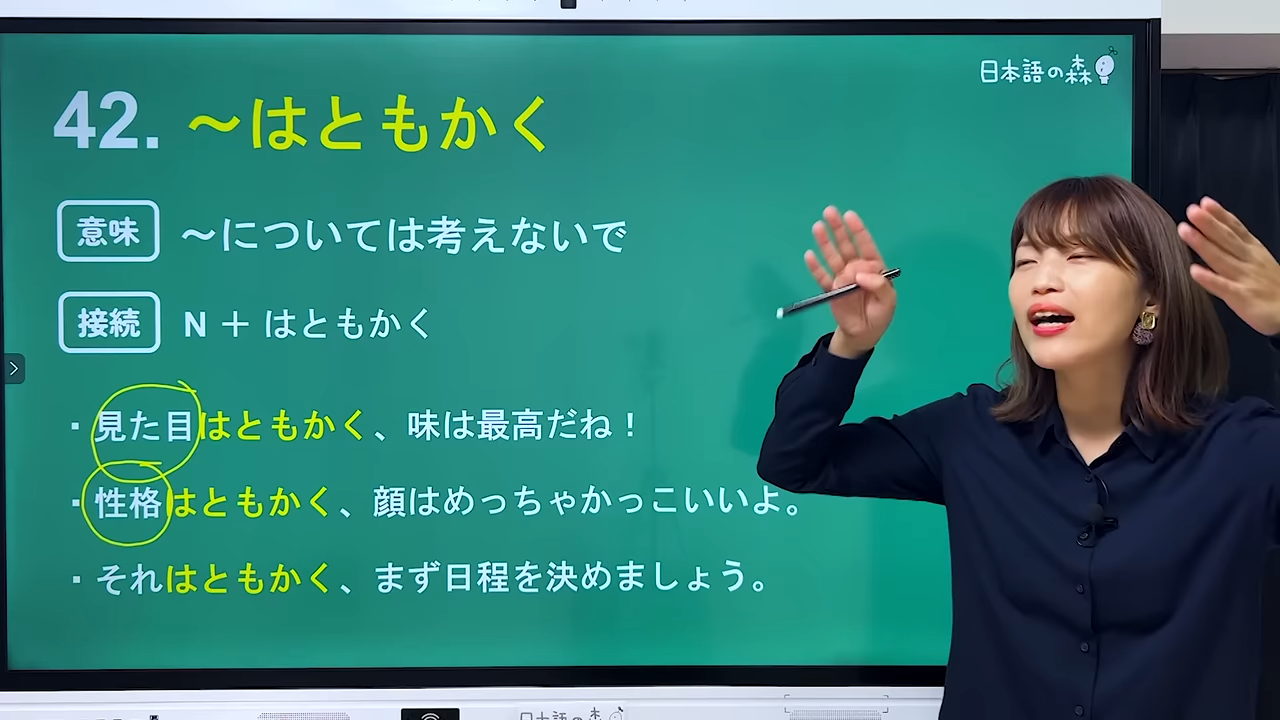 日本語の森
42. ～はともかく
意味 ～については考えないで
接続 N ＋ はともかく
・見た目はともかく、味は最高だね！
・性格はともかく、顔はめっちゃかっこいいよ。
・それはともかく、まず日程を決めましょう。